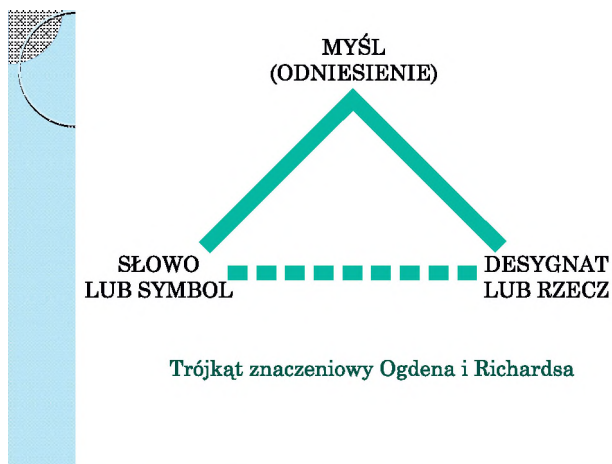 MYŚL
(ODNIESIENIE)
SŁOWO
LUB SYMBOL
DESYGNAT
LUB RZECZ
Trójkąt znaczeniowy Ogdena i Richardsa